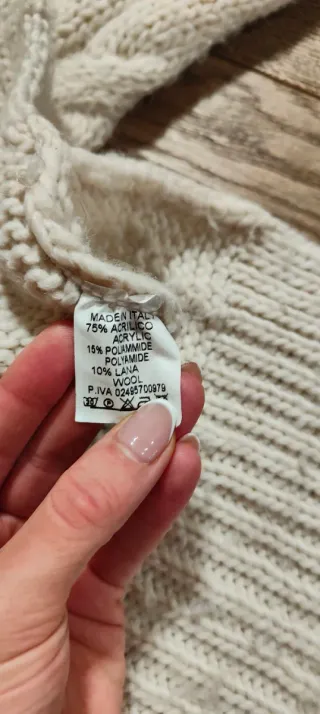 MADE IN ITALY
75% ACRILICO
ACRYLIC
15% POLIAMMIDE
POLYAMIDE
10% LANA
WOOL
P.IVA 02495700979